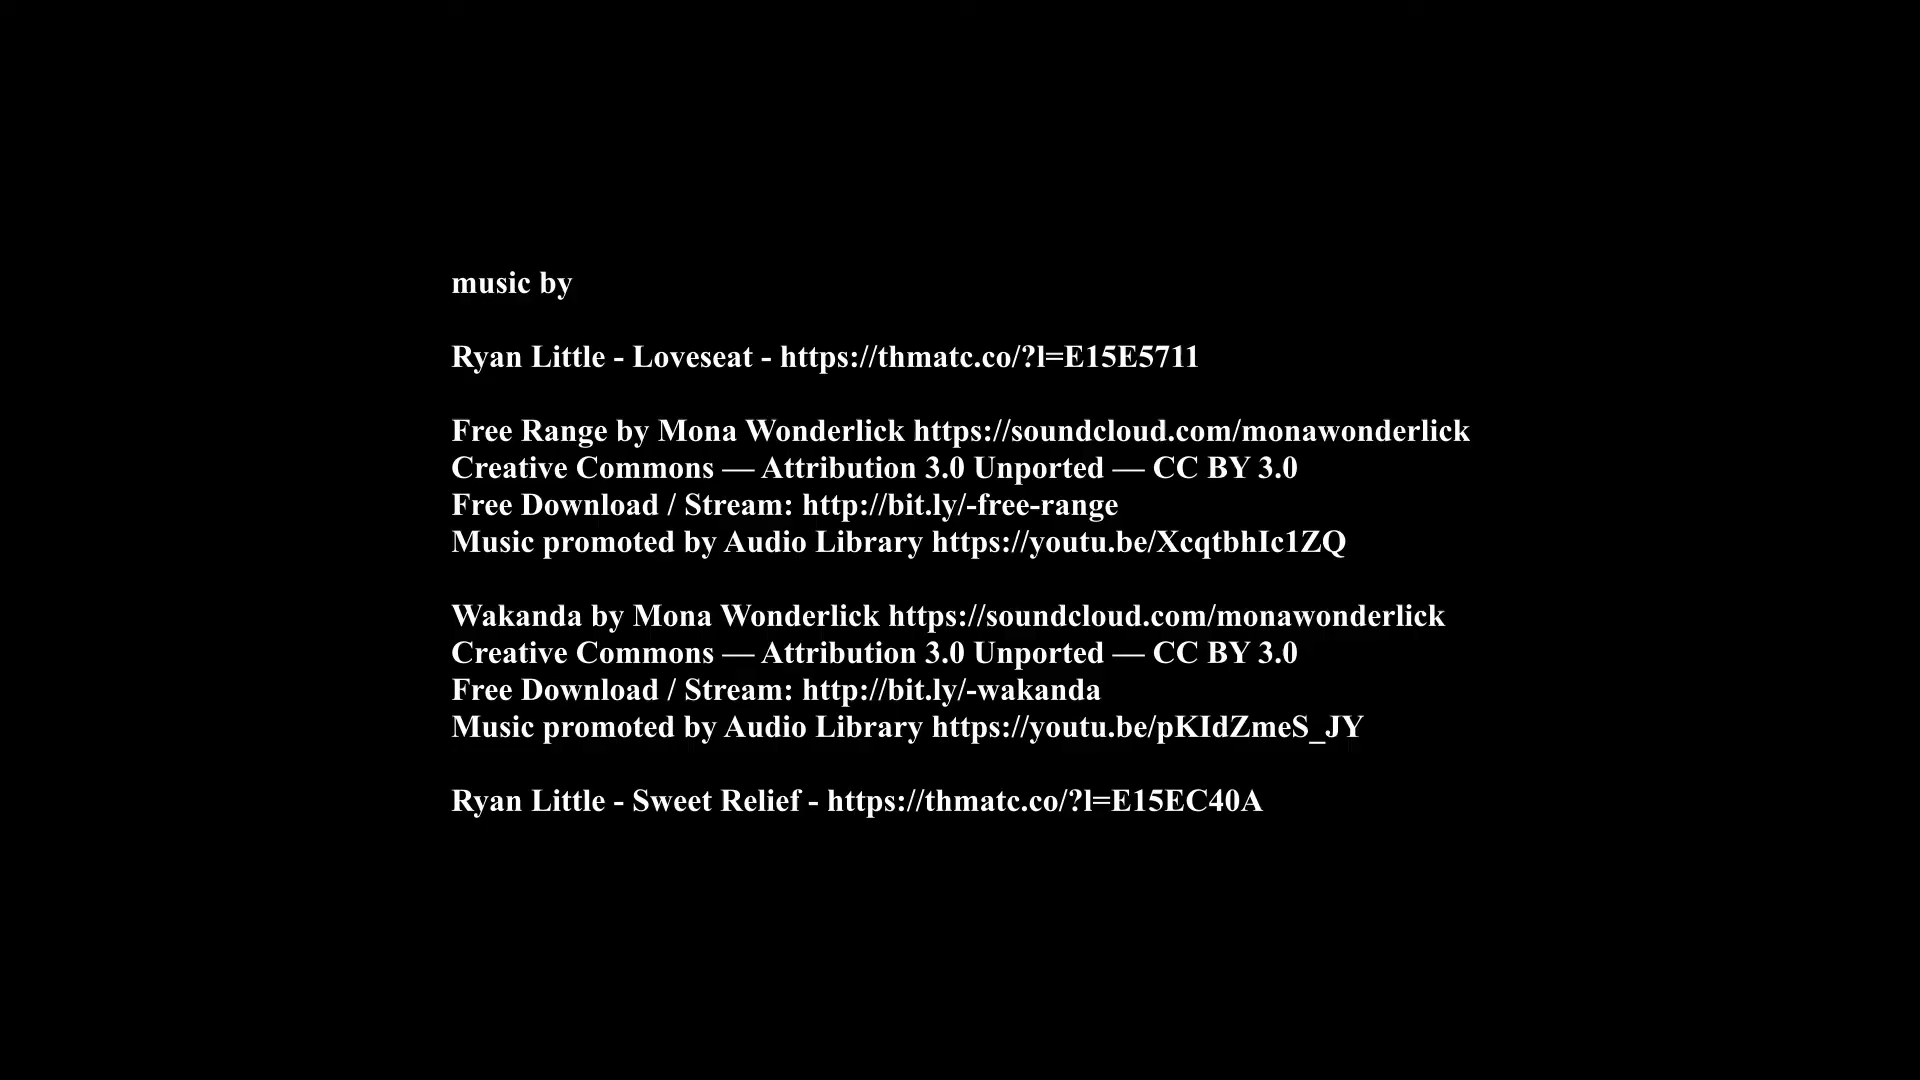 music by
Ryan Little - Loveseat - https://thmatc.co/?l=E15E5711
Free Range by Mona Wonderlick https://soundcloud.com/monawonderlick
Creative Commons — Attribution 3.0 Unported — CC BY 3.0
Free Download / Stream: http://bit.ly/-free-range
Music promoted by Audio Library https://youtu.be/XcqtbhIc1ZQ
Wakanda by Mona Wonderlick https://soundcloud.com/monawonderlick
Creative Commons — Attribution 3.0 Unported — CC BY 3.0
Free Download / Stream: http://bit.ly/-wakanda
Music promoted by Audio Library https://youtu.be/pKIdZmeS_JY
Ryan Little - Sweet Relief - https://thmatc.co/?l=E15EC40A